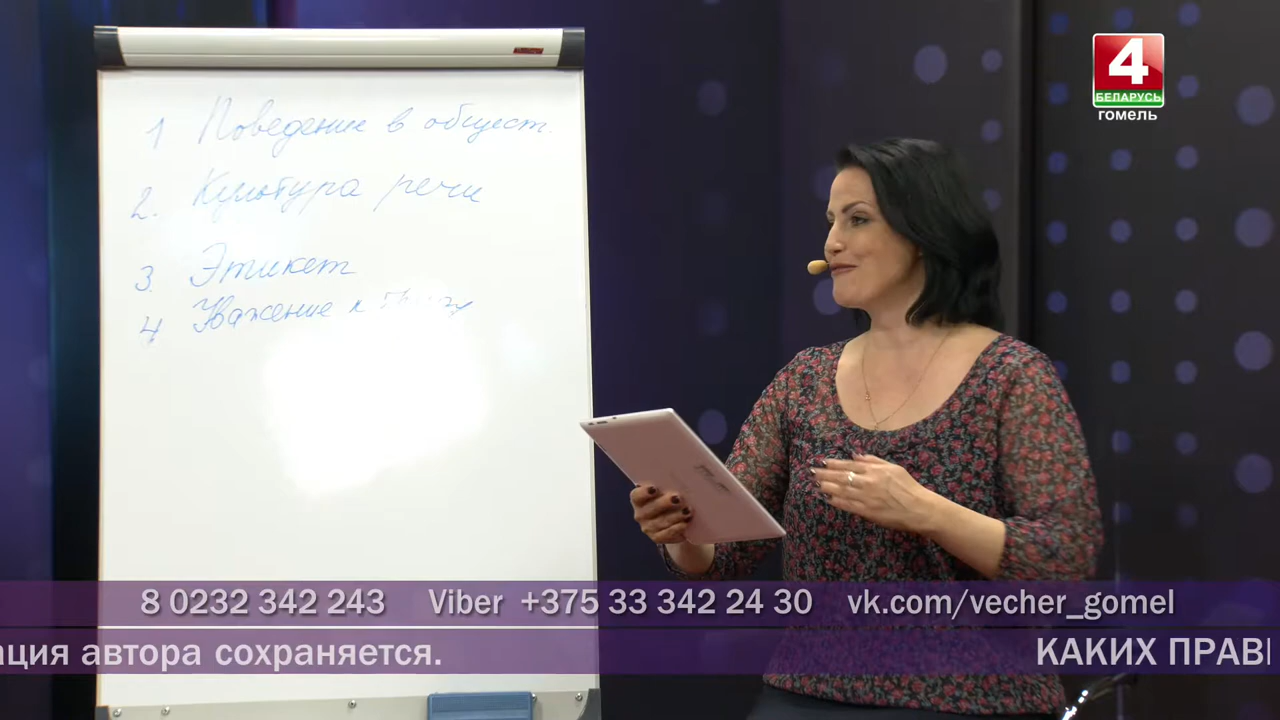 4
БЕЛАРУСЬ
ГОМЕЛЬ
1 Поведение в общест.
2. Культура речи
3. Этикет
4 Уважение к
8 0232 342 243 Viber +375 33 342 24 30 vk.com/vecher_gomel
ация автора сохраняется. КАКИХ ПРАВИ